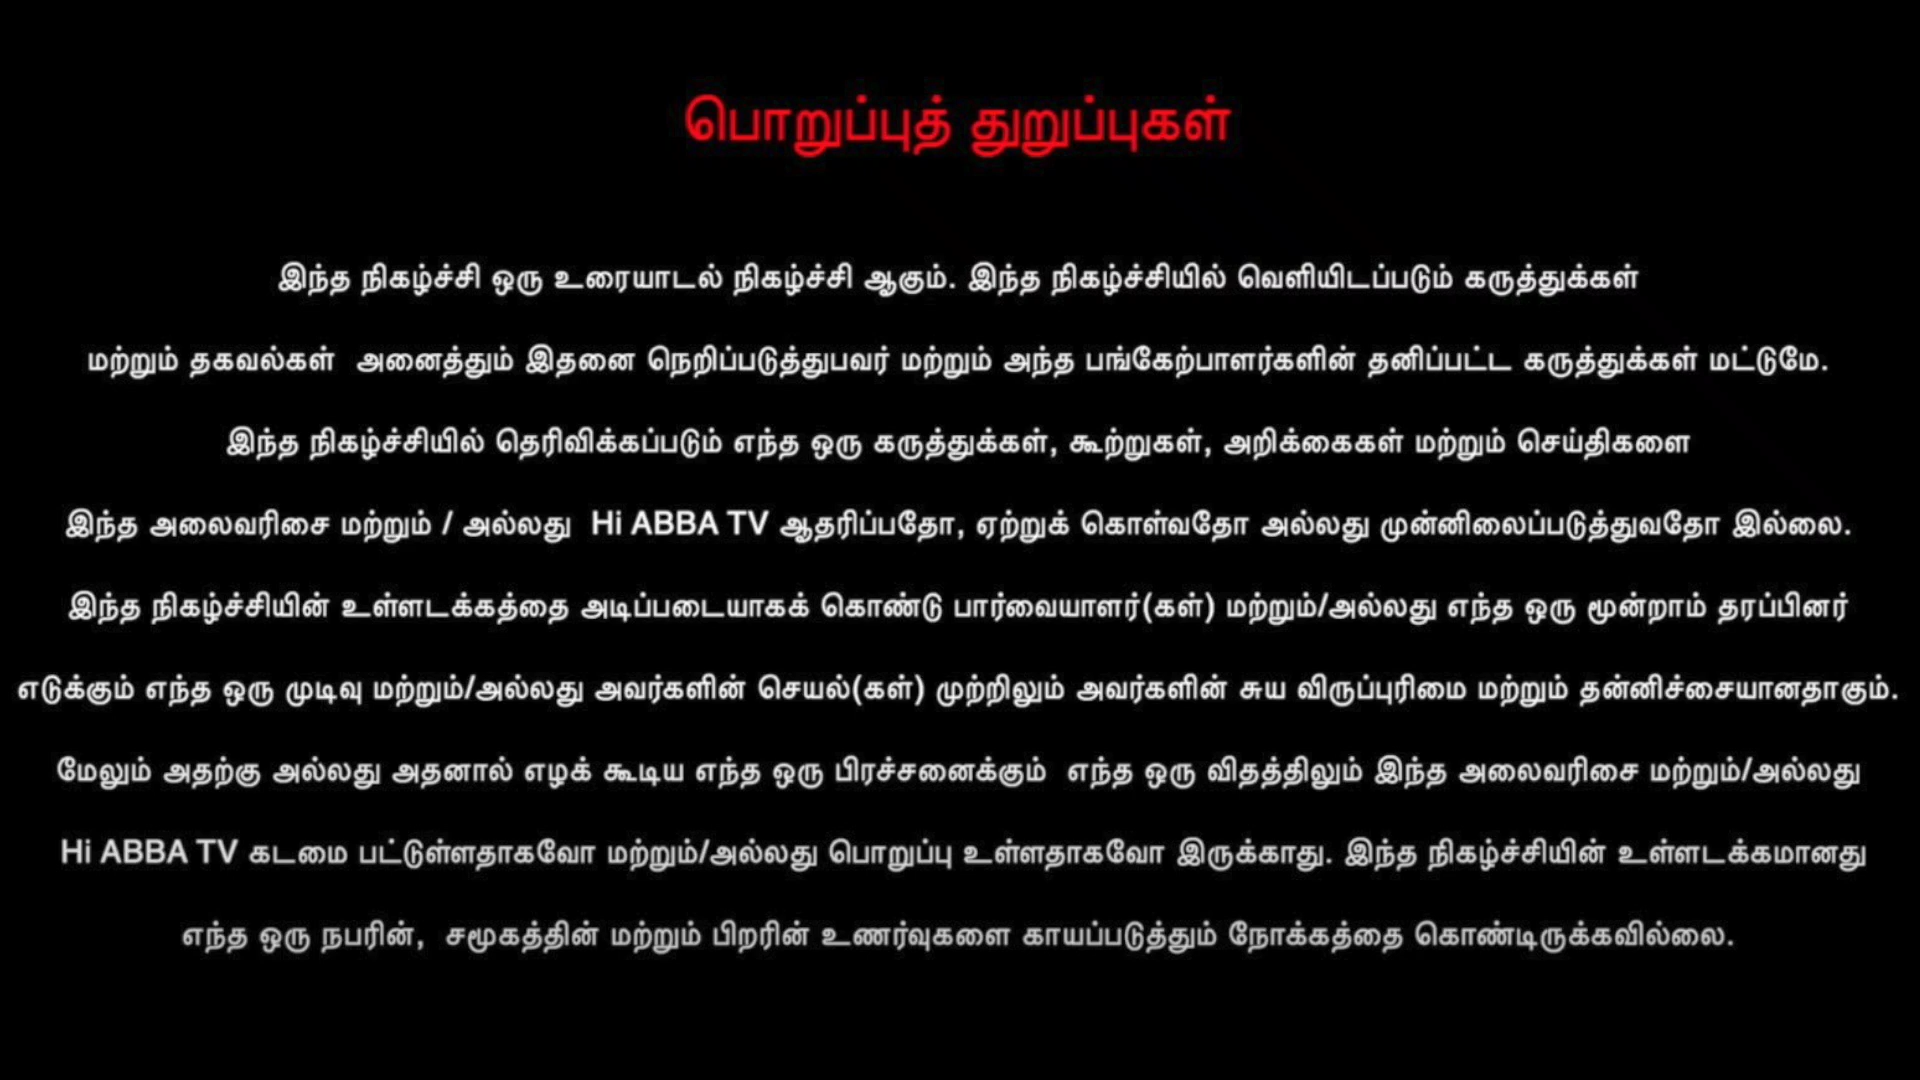 பொறுப்புத் துறுப்புகள்
இந்த நிகழ்ச்சி ஒரு உரையாடல் நிகழ்ச்சி ஆகும். இந்த நிகழ்ச்சியில் வெளியிடப்படும் கருத்துக்கள்
மற்றும் தகவல்கள் அனைத்தும் இதனை நெறிப்படுத்துபவர் மற்றும் அந்த பங்கேற்பாளர்களின் தனிப்பட்ட கருத்துக்கள் மட்டுமே.
இந்த நிகழ்ச்சியில் தெரிவிக்கப்படும் எந்த ஒரு கருத்துக்கள், கூற்றுகள், அறிக்கைகள் மற்றும் செய்திகளை
இந்த அலைவரிசை மற்றும் / அல்லது Hi ABBA TV ஆதரிப்பதோ, ஏற்றுக் கொள்வதோ அல்லது முன்னிலைப்படுத்துவதோ இல்லை.
இந்த நிகழ்ச்சியின் உள்ளடக்கத்தை அடிப்படையாகக் கொண்டு பார்வையாளர்(கள்) மற்றும்/அல்லது எந்த ஒரு மூன்றாம் தரப்பினர்
எடுக்கும் எந்த ஒரு முடிவு மற்றும்/அல்லது அவர்களின் செயல்(கள்) முற்றிலும் அவர்களின் சுய விருப்புரிமை மற்றும் தன்னிச்சையானதாகும்.
மேலும் அதற்கு அல்லது அதனால் எழக் கூடிய எந்த ஒரு பிரச்சனைக்கும் எந்த ஒரு விதத்திலும் இந்த அலைவரிசை மற்றும்/அல்லது
Hi ABBA TV கடமை பட்டுள்ளதாகவோ மற்றும்/அல்லது பொறுப்பு உள்ளதாகவோ இருக்காது. இந்த நிகழ்ச்சியின் உள்ளடக்கமானது
எந்த ஒரு நபரின், சமூகத்தின் மற்றும் பிறரின் உணர்வுகளை காயப்படுத்தும் நோக்கத்தை கொண்டிருக்கவில்லை.